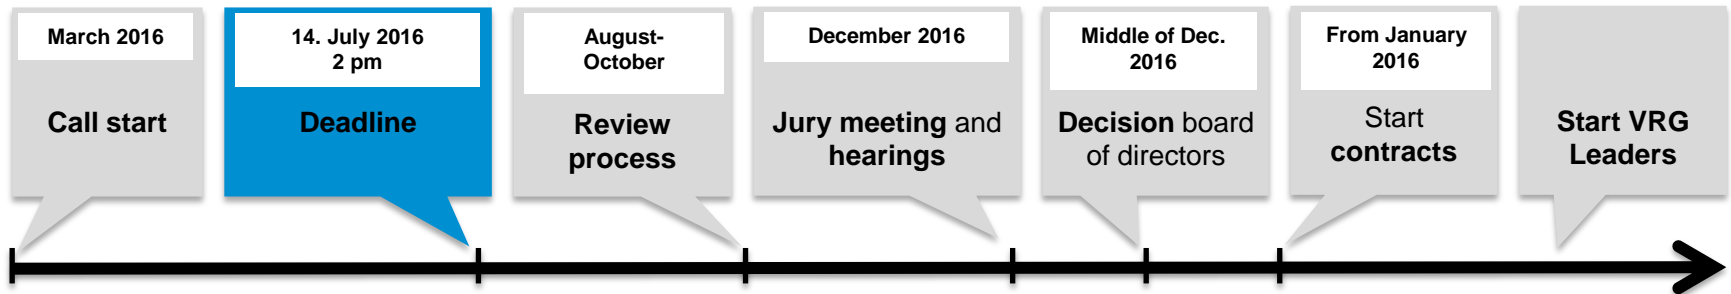 March 2016
Call start
14. July 2016
2 pm
Deadline
August-
October
Review
process
December 2016
Jury meeting and
hearings
Middle of Dec.
2016
Decision board
of directors
From January
2016
Start
contracts
Start VRG
Leaders